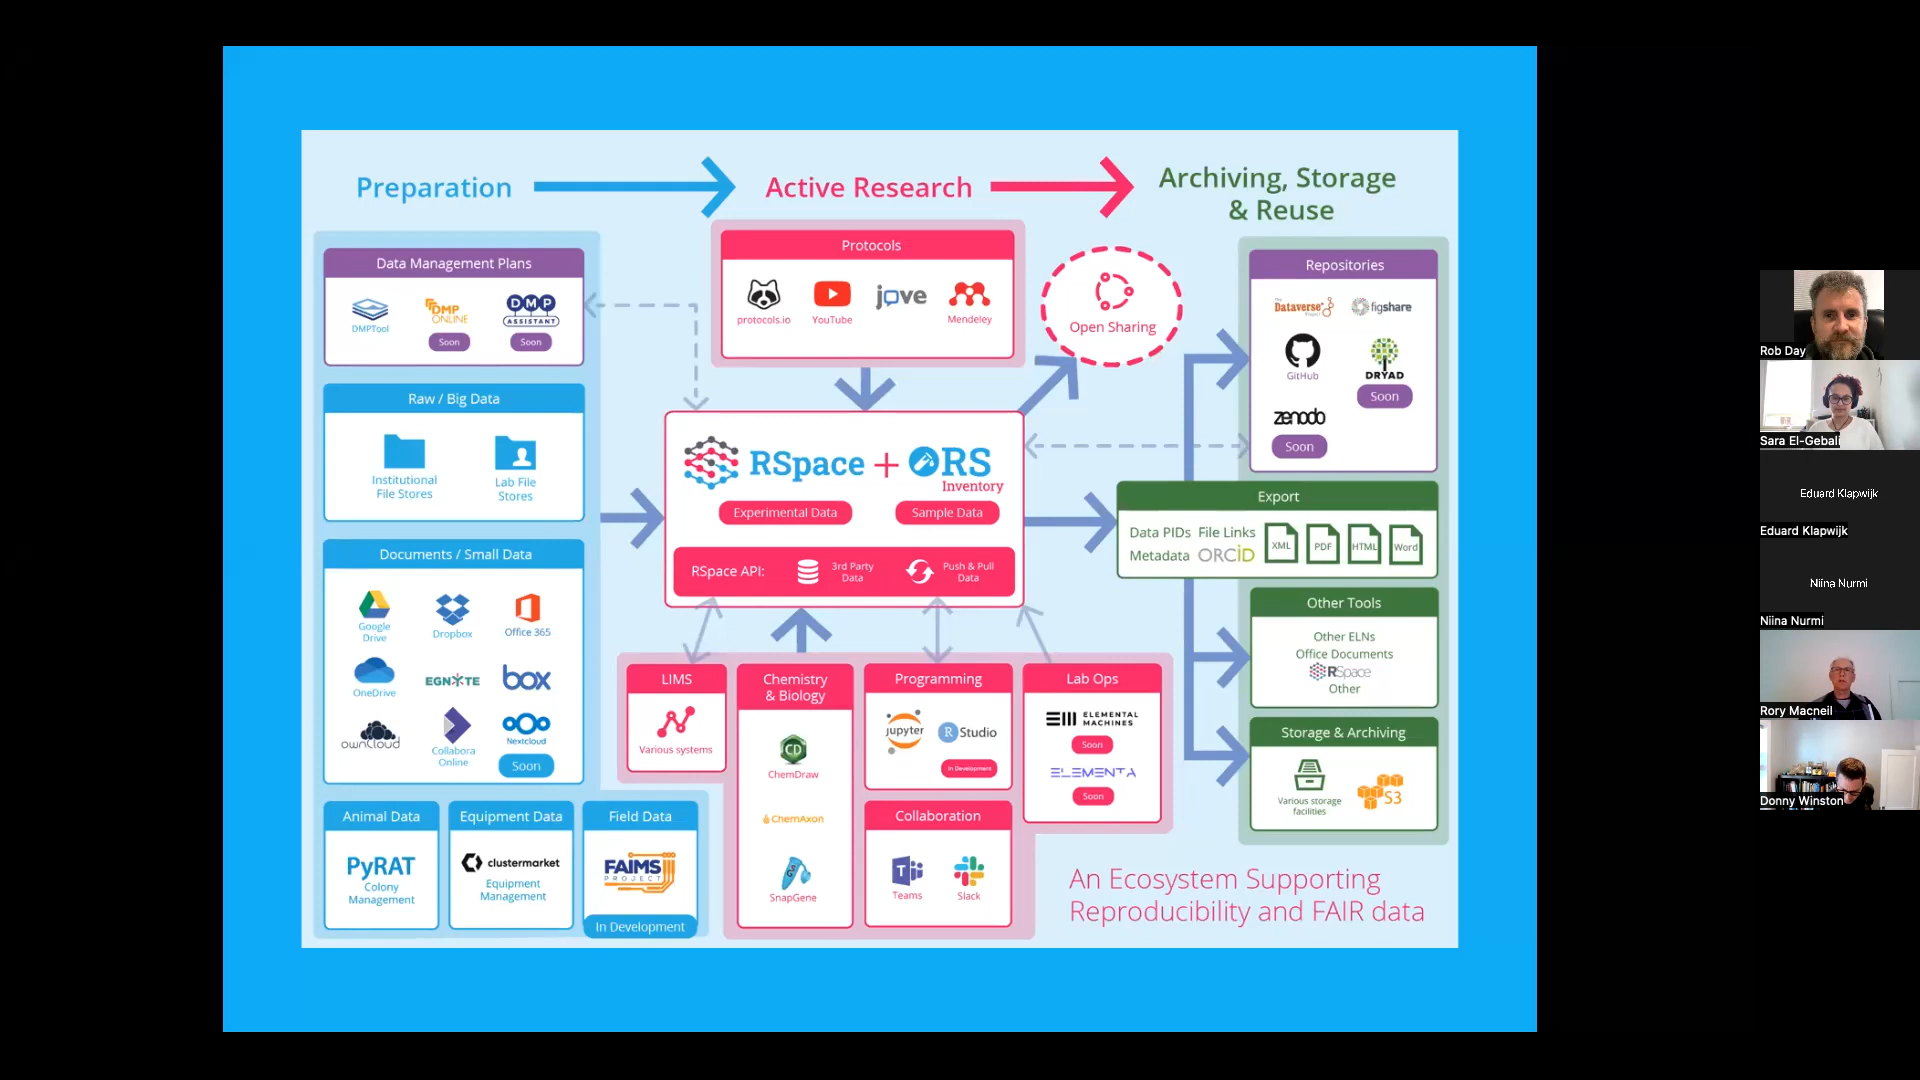 Preparation
Active Research
Archiving, Storage
& Reuse
Data Management Plans
DMPTool
DMP
ONLINE
Soon
DMP
ASSISTANT
Soon
Raw / Big Data
Institutional
File Stores
Lab File
Stores
Documents / Small Data
Google
Drive
Dropbox
Office 365
OneDrive
EGNYTE
box
ownCloud
Collabora
Online
Nextcloud
Soon
Animal Data
PyRAT
Colony
Management
Equipment Data
clustermarket
Equipment
Management
Field Data
FAIMS
PROJECT
In Development
Protocols
protocols.io
YouTube
jove
Mendeley
Open Sharing
RSpace + RS
Inventory
Experimental Data
Sample Data
RSpace API:
3rd Party
Data
Push & Pull
Data
LIMS
Various systems
Chemistry
& Biology
CD
ChemDraw
ChemAxon
SnapGene
Programming
jupyter
R Studio
In Development
Collaboration
Teams
Slack
Lab Ops
ELEMENTAL
MACHINES
Soon
ELEMENTA
Soon
Repositories
The
Dataverse
Project
figshare
GitHub
DRYAD
Soon
zenodo
Soon
Export
Data PIDs File Links
Metadata ORCID
XML
PDF
HTML
Word
Other Tools
Other ELNs
Office Documents
RSpace
Other
Storage & Archiving
Various storage
facilities
S3
An Ecosystem Supporting
Reproducibility and FAIR data
Rob Day
Sara El-Gebali
Eduard Klapwijk
Eduard Klapwijk
Niina Nurmi
Niina Nurmi
Rory Macneil
Donny Winston